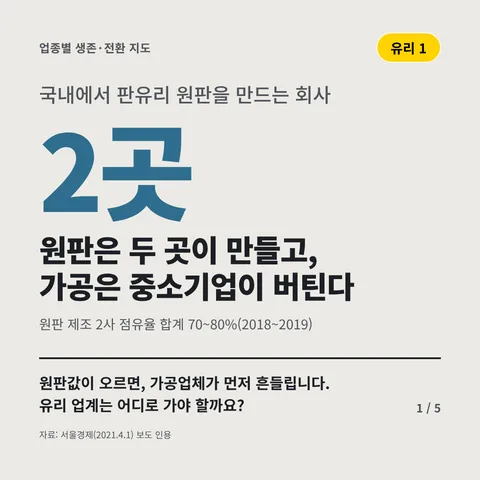 업종별 생존·전환 지도
유리 1
국내에서 판유리 원판을 만드는 회사
2곳
원판은 두 곳이 만들고,
가공은 중소기업이 버틴다
원판 제조 2사 점유율 합계 70~80%(2018~2019)
원판값이 오르면, 가공업체가 먼저 흔들립니다.
유리 업계는 어디로 가야 할까요?
1 / 5
자료: 서울경제(2021.4.1) 보도 인용